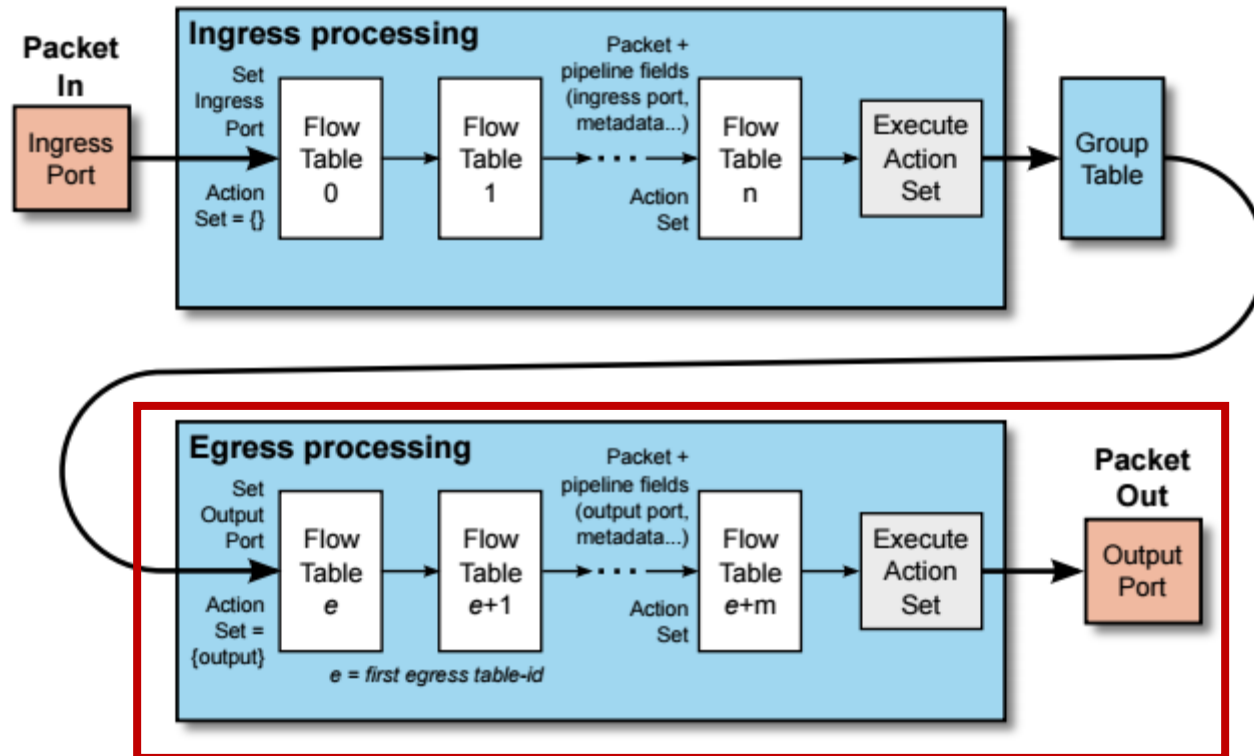 Ingress processing
Packet
In
Ingress
Port
Set
Ingress
Port
Action
Set = {}
Flow
Table
0
Flow
Table
1
Packet +
pipeline fields
(ingress port,
metadata...)
Action
Set
Flow
Table
n
Execute
Action
Set
Group
Table
Egress processing
Set
Output
Port
Action
Set =
{output}
Flow
Table
e
Flow
Table
e+1
e = first egress table-id
Packet +
pipeline fields
(output port,
metadata...)
Action
Set
Flow
Table
e+m
Execute
Action
Set
Packet
Out
Output
Port